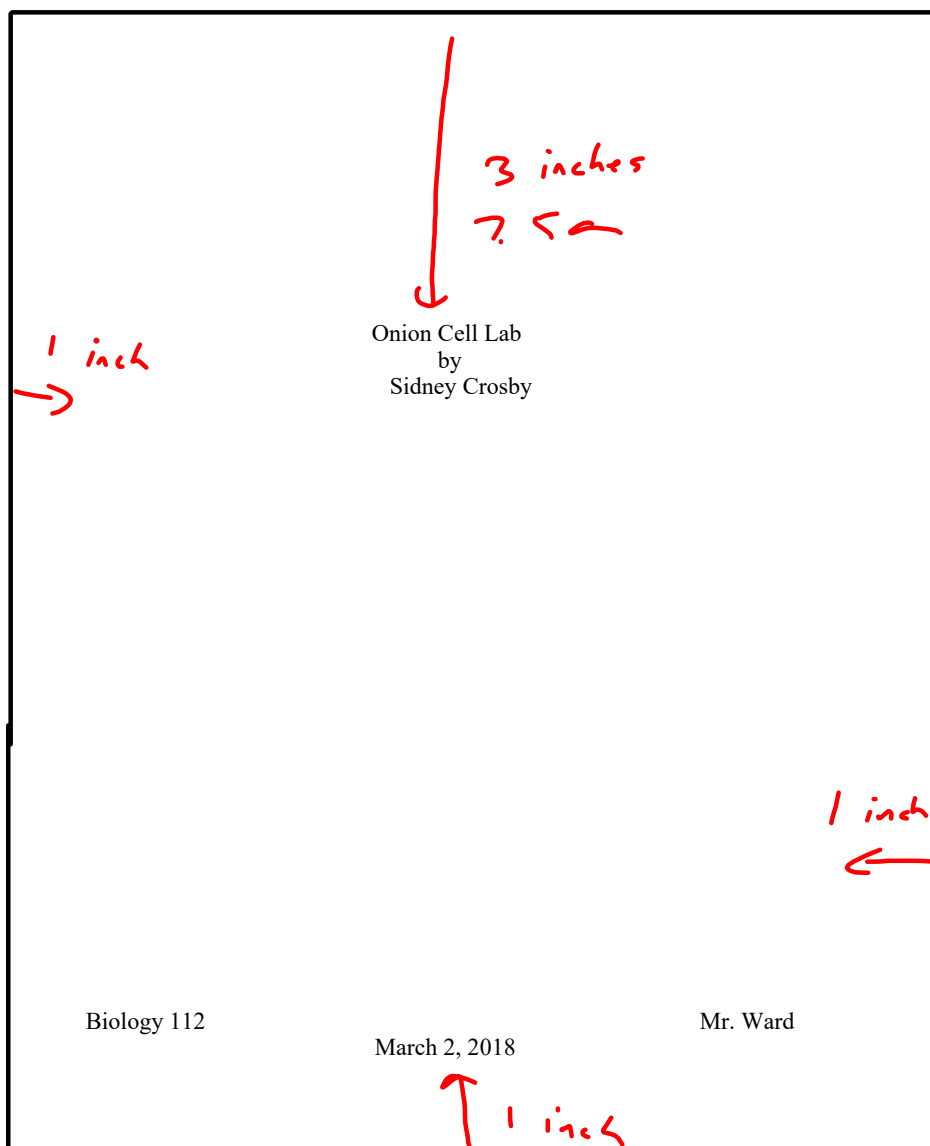 3 inches
7.5cm
Onion Cell Lab
1 inch
by
Sidney Crosby
1 inch
Biology 112 Mr. Ward
March 2, 2018
1 inch